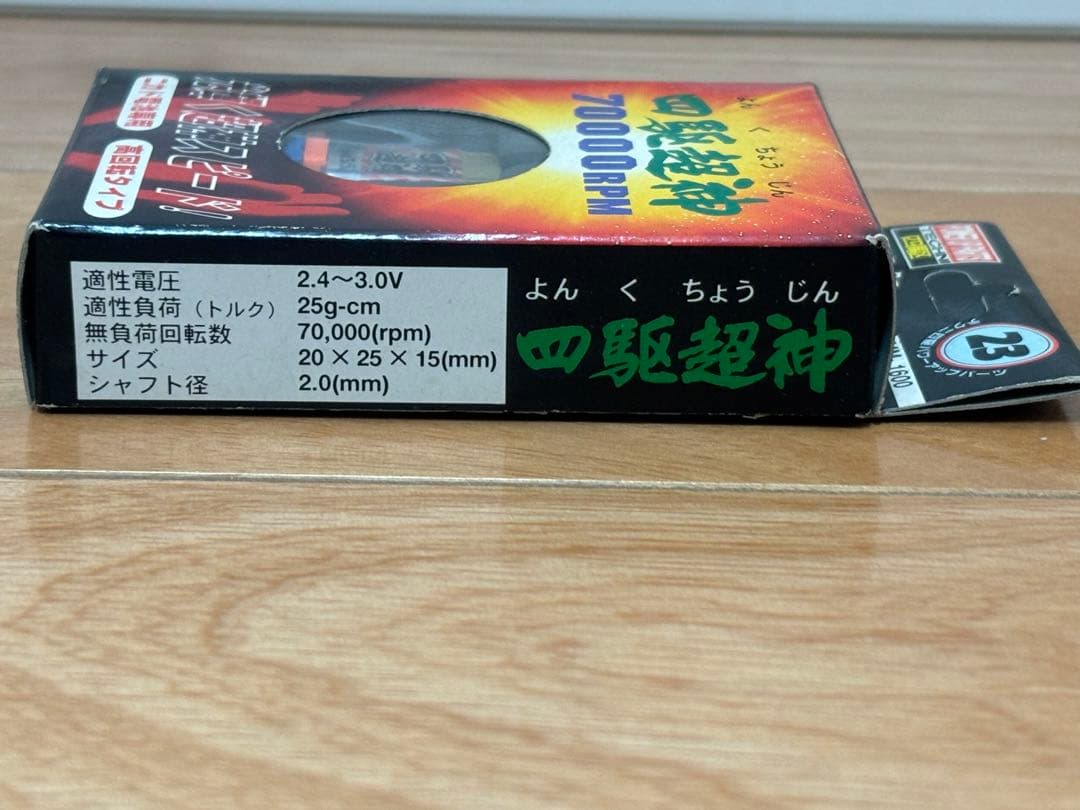 よん く ちょう じん
四駆超神
70000RPM
高回転タイプ
適性電圧 2.4～3.0V
適性負荷（トルク） 25g-cm
無負荷回転数 70,000(rpm)
サイズ 20×25×15(mm)
シャフト径 2.0(mm)
よん く ちょう じん
四駆超神
23
1600